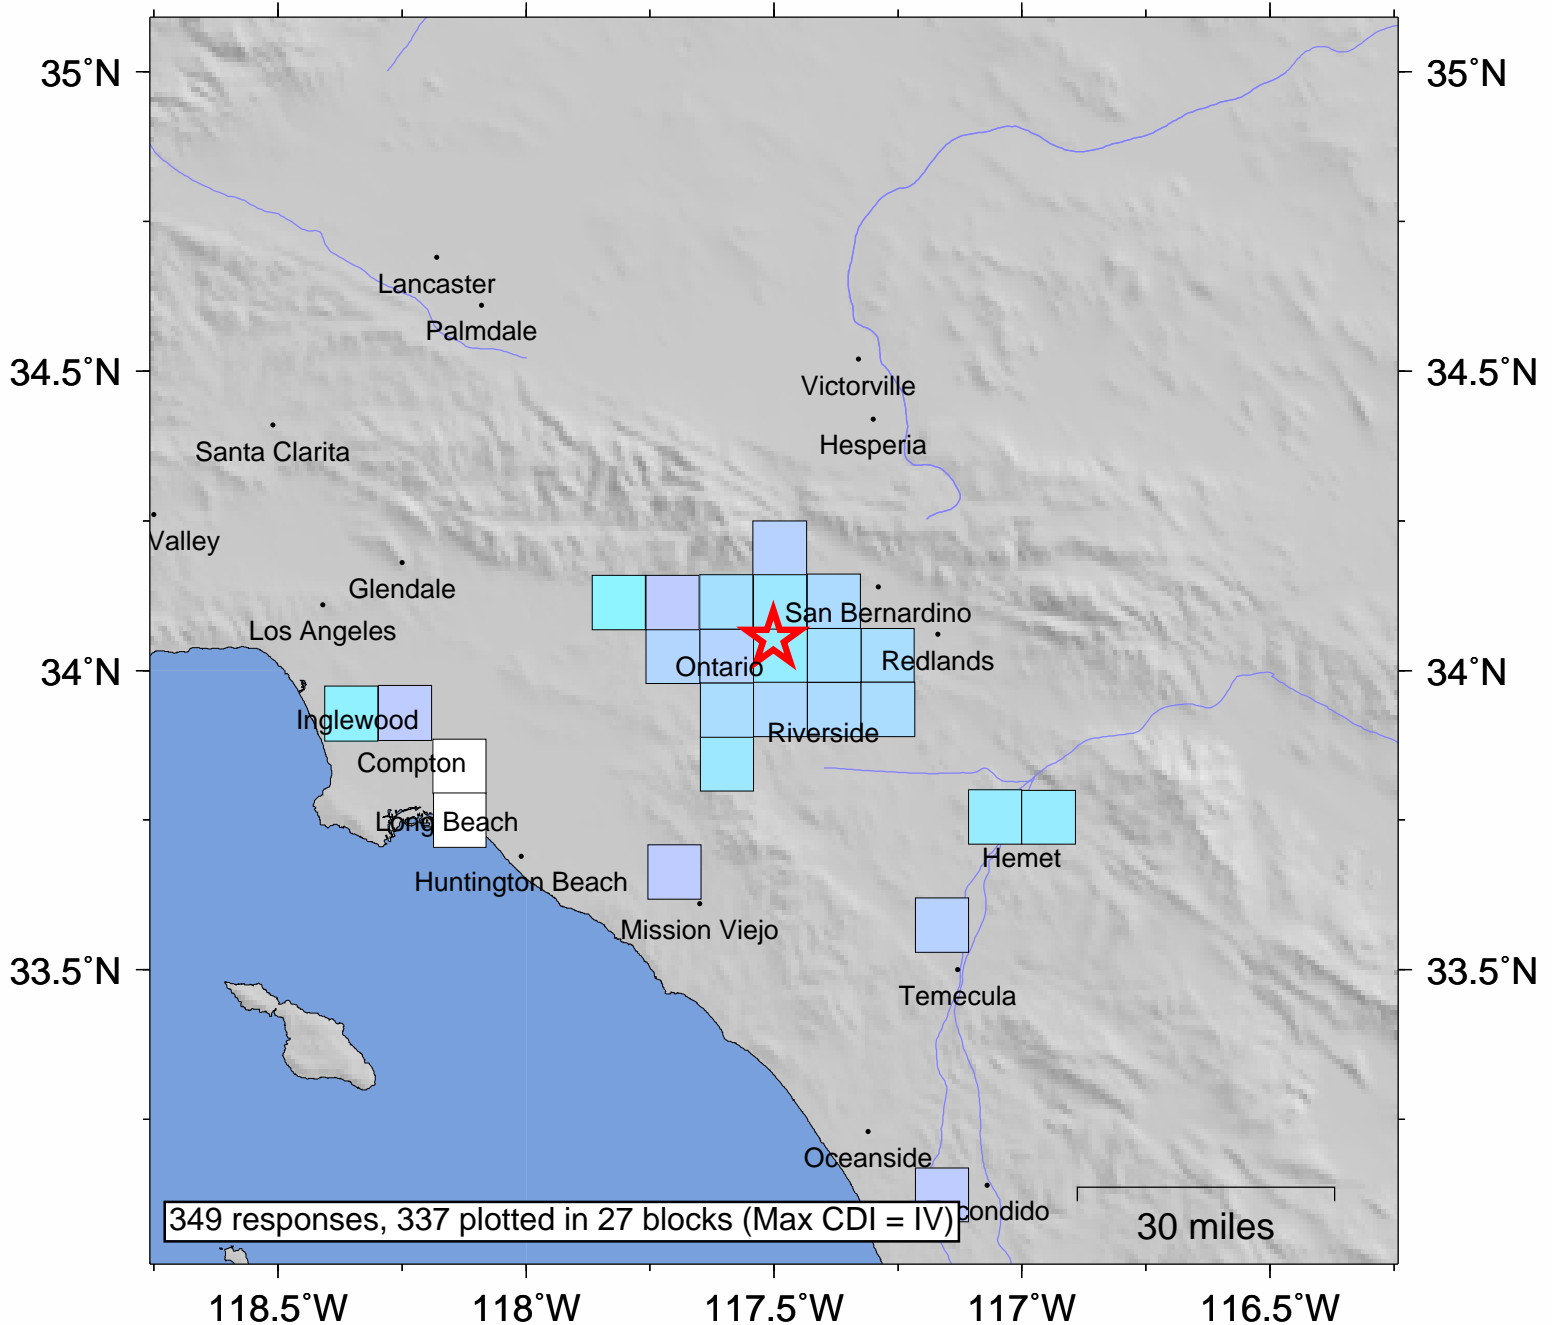 35°N
35°N
Lancaster
Palmdale
34.5°N
34.5°N
Victorville
Hesperia
Santa Clarita
Valley
Glendale
San Bernardino
Los Angeles
Ontario
Redlands
34°N
34°N
Inglewood
Riverside
Compton
Long Beach
Hemet
Huntington Beach
Mission Viejo
33.5°N
33.5°N
Temecula
Oceanside
condido
349 responses, 337 plotted in 27 blocks (Max CDI = IV)
30 miles
118.5°W
118°W
117.5°W
117°W
116.5°W